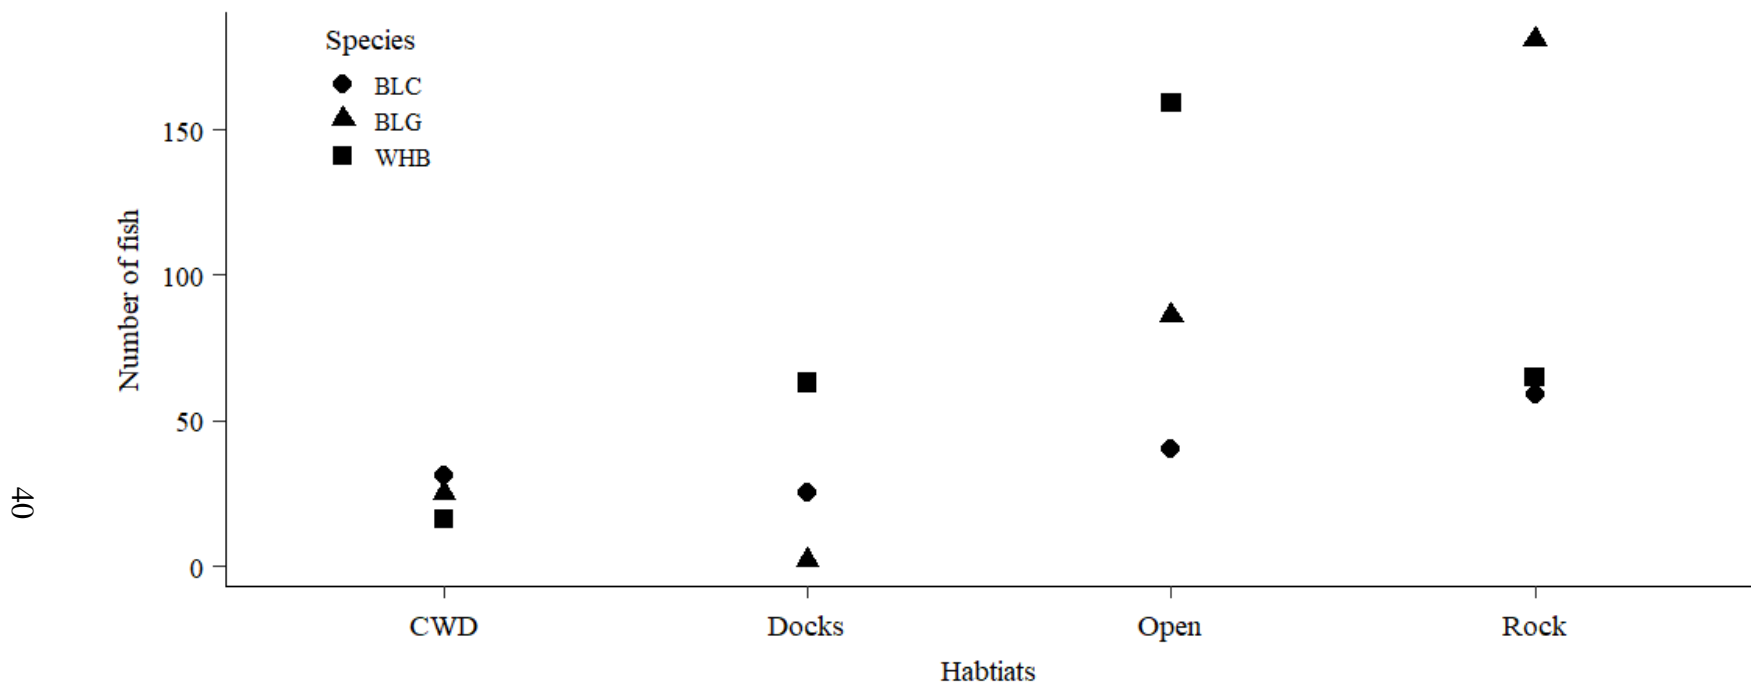 Species
BLC
BLG
WHB
150
100
50
0
Number of fish
CWD Docks Open Rock
Habtiats
40